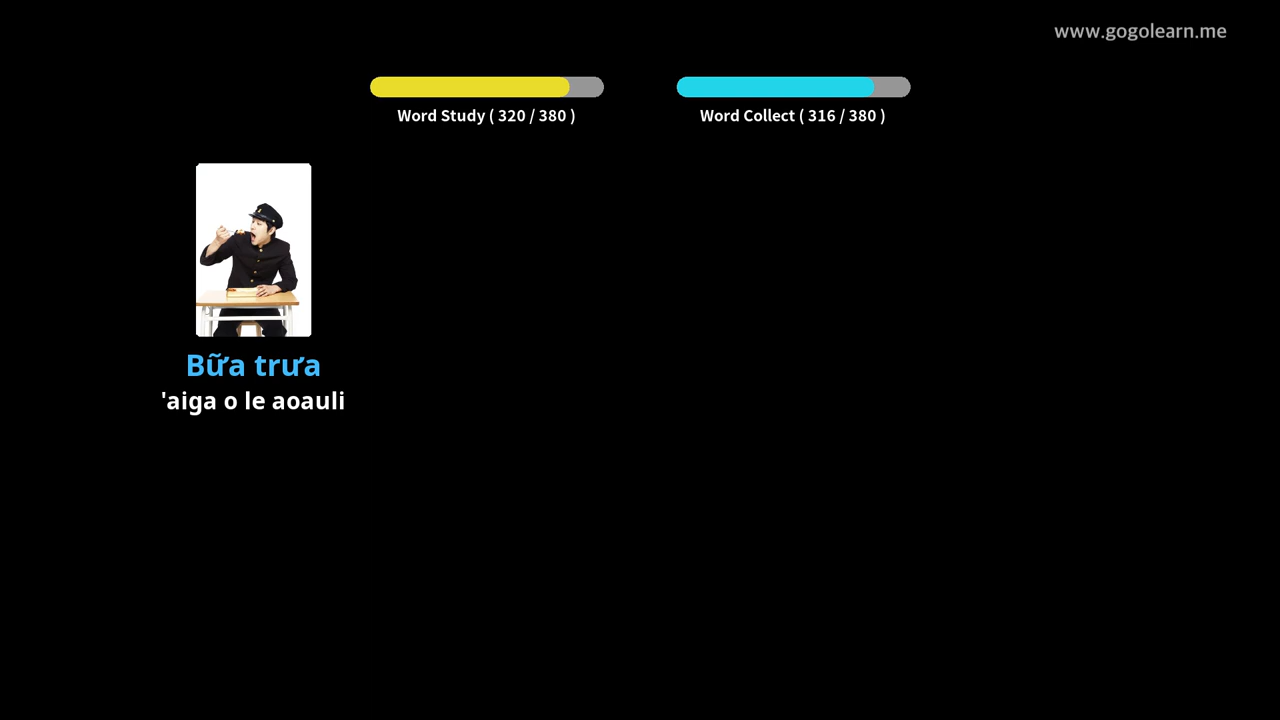 www.gogolearn.me
Word Study ( 320 / 380 )
Word Collect ( 316 / 380 )
Bữa trưa
'aiga o le aoauli